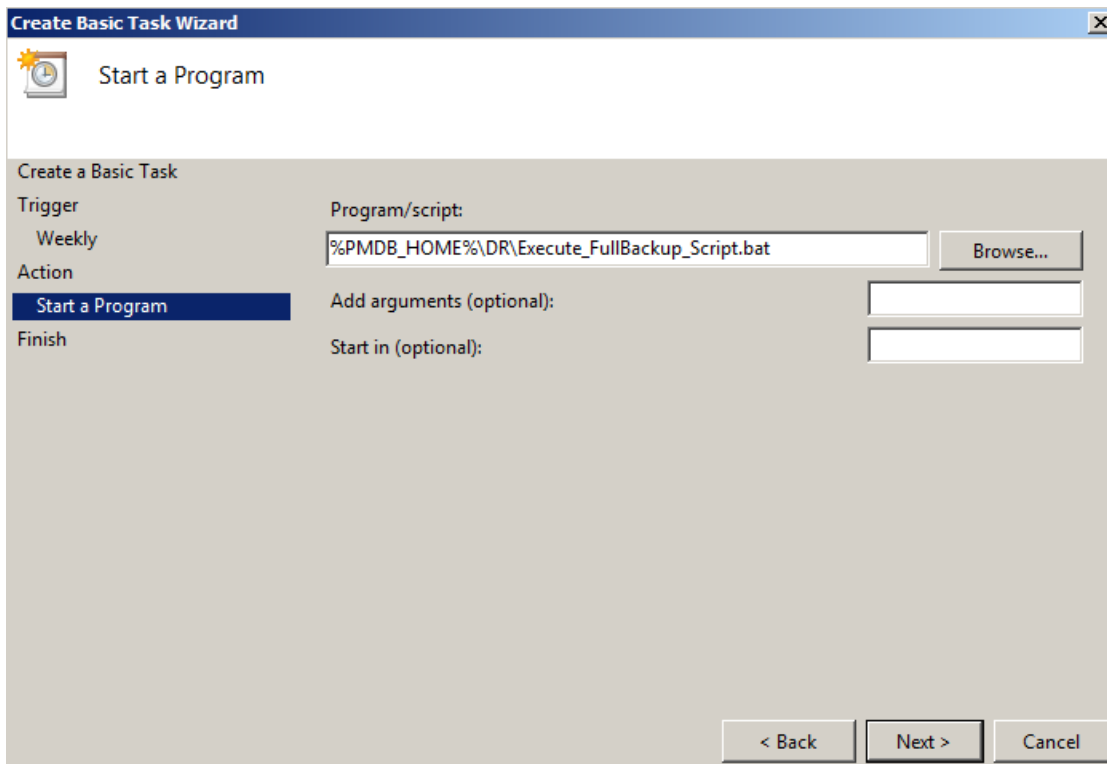 Create Basic Task Wizard
Start a Program
Create a Basic Task
Trigger
Weekly
Action
Start a Program
Finish
Program/script:
%PMDB_HOME%\DR\Execute_FullBackup_Script.bat
Browse...
Add arguments (optional):
Start in (optional):
< Back
Next >
Cancel